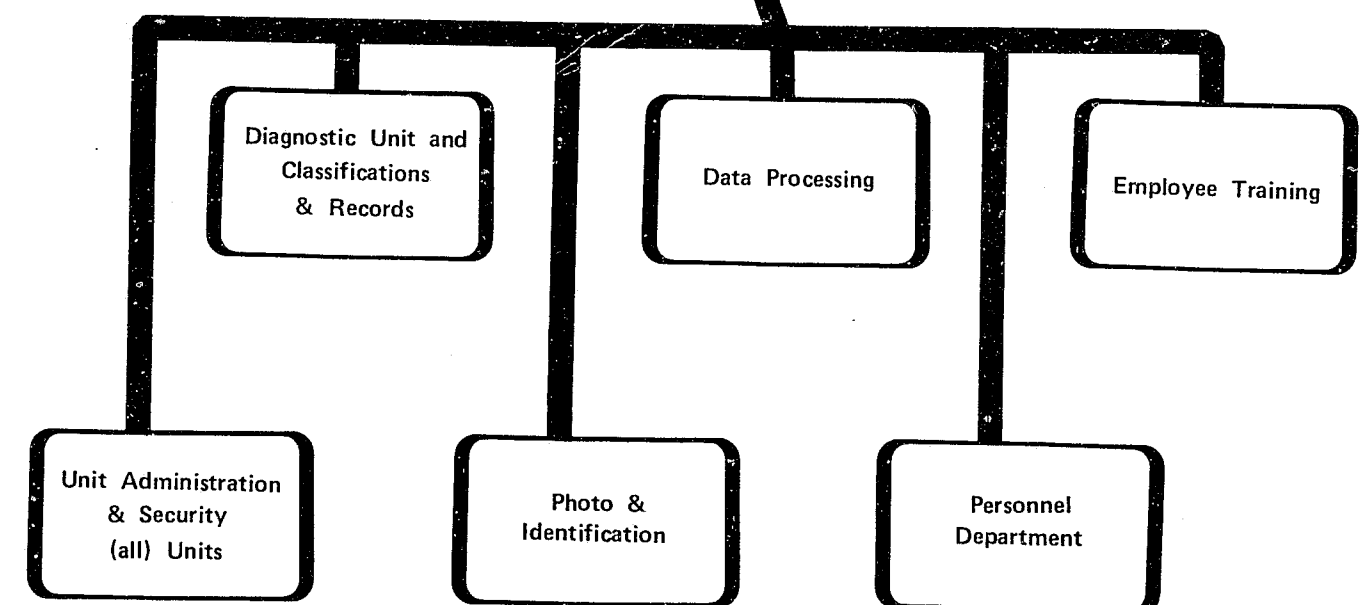 Diagnostic Unit and
Classifications
& Records
Data Processing
Employee Training
Unit Administration
& Security
(all) Units
Photo &
Identification
Personnel
Department